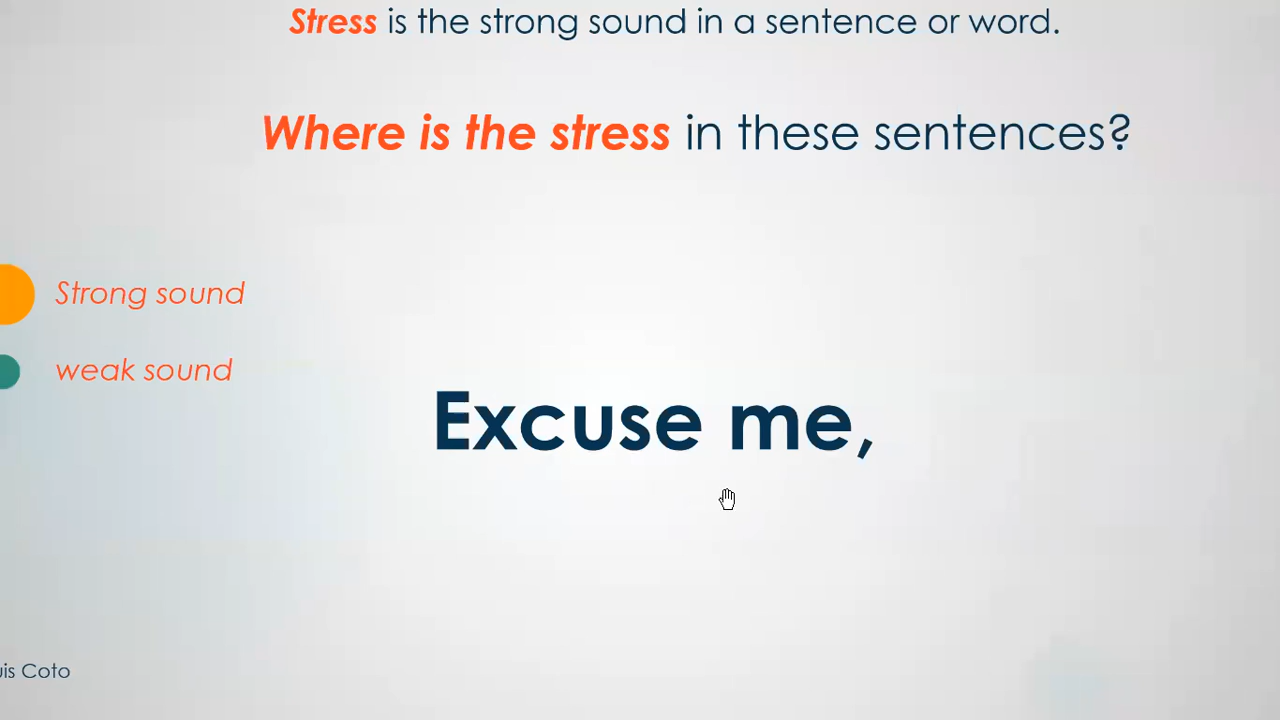 Stress is the strong sound in a sentence or word.
Where is the stress in these sentences?
Strong sound
weak sound
Excuse me,
Coto